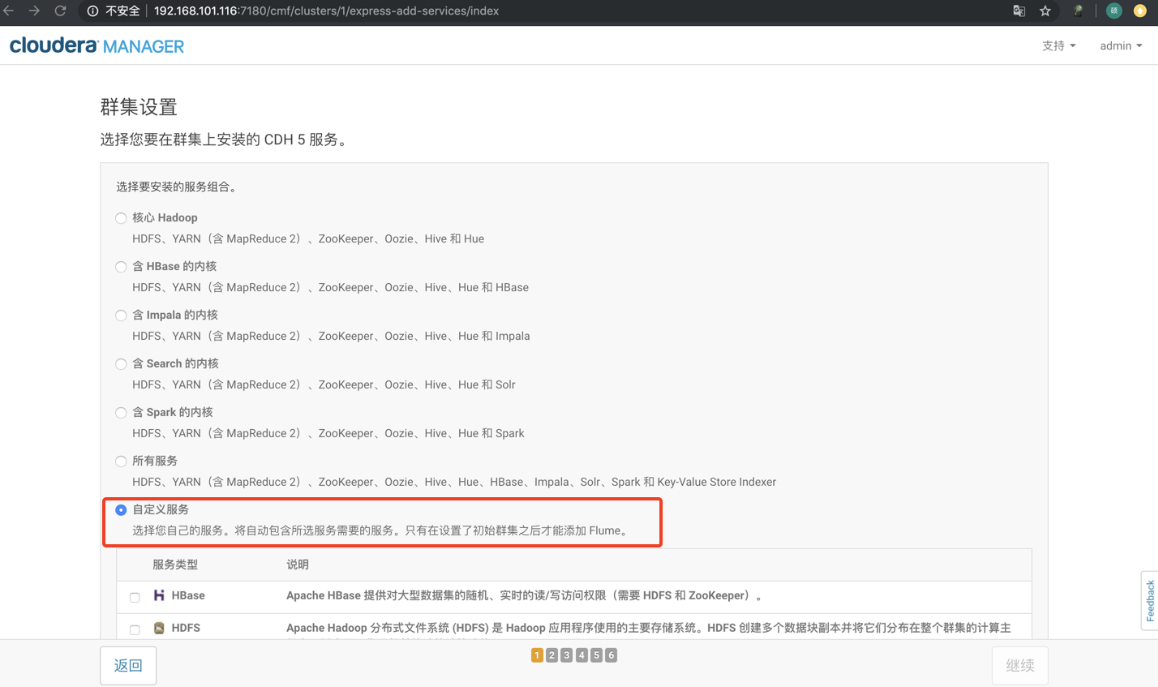 不安全 192.168.101.116:7180/cmf/clusters/1/express-add-services/index
cloudera MANAGER 支持 admin
群集设置
选择您要在群集上安装的 CDH 5 服务。
选择要安装的服务组合。
核心 Hadoop
HDFS、YARN（含 MapReduce 2）、ZooKeeper、Oozie、Hive 和 Hue
含 HBase 的内核
HDFS、YARN（含 MapReduce 2）、ZooKeeper、Oozie、Hive、Hue 和 HBase
含 Impala 的内核
HDFS、YARN（含 MapReduce 2）、ZooKeeper、Oozie、Hive、Hue 和 Impala
含 Search 的内核
HDFS、YARN（含 MapReduce 2）、ZooKeeper、Oozie、Hive、Hue 和 Solr
含 Spark 的内核
HDFS、YARN（含 MapReduce 2）、ZooKeeper、Oozie、Hive、Hue 和 Spark
所有服务
HDFS、YARN（含 MapReduce 2）、ZooKeeper、Oozie、Hive、Hue、HBase、Impala、Solr、Spark 和 Key-Value Store Indexer
自定义服务
选择您自己的服务。将自动包含所选服务需要的服务。只有在设置了初始群集之后才能添加 Flume。
服务类型 说明
HBase Apache HBase 提供对大型数据集的随机、实时的读/写访问权限（需要 HDFS 和 ZooKeeper）。
HDFS Apache Hadoop 分布式文件系统 (HDFS) 是 Hadoop 应用程序使用的主要存储系统。HDFS 创建多个数据块副本并将它们分布在整个群集的计算主
Feedback
返回 1 2 3 4 5 6 继续